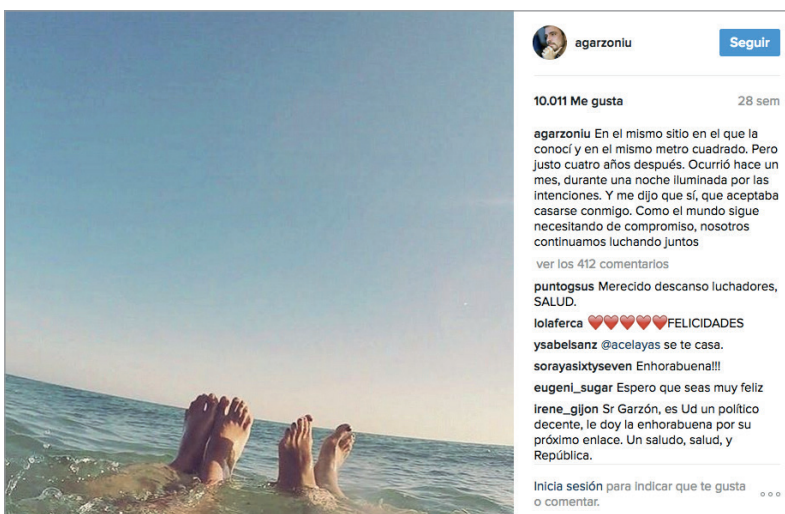 agarzoniu
Seguir
10.011 Me gusta
28 sem
agarzoniu En el mismo sitio en el que la
conocí y en el mismo metro cuadrado. Pero
justo cuatro años después. Ocurrió hace un
mes, durante una noche iluminada por las
intenciones. Y me dijo que sí, que aceptaba
casarse conmigo. Como el mundo sigue
necesitando de compromiso, nosotros
continuamos luchando juntos
ver los 412 comentarios
puntogsus Merecido descanso luchadores,
SALUD.
lolaferca ❤❤❤❤❤FELICIDADES
ysabelsanz @acelayas se te casa.
sorayasixtyseven Enhorabuena!!!
eugeni_sugar Espero que seas muy feliz
irene_gijon Sr Garzón, es Ud un político
decente, le doy la enhorabuena por su
próximo enlace. Un saludo, salud, y
República.
Inicia sesión para indicar que te gusta
o comentar.